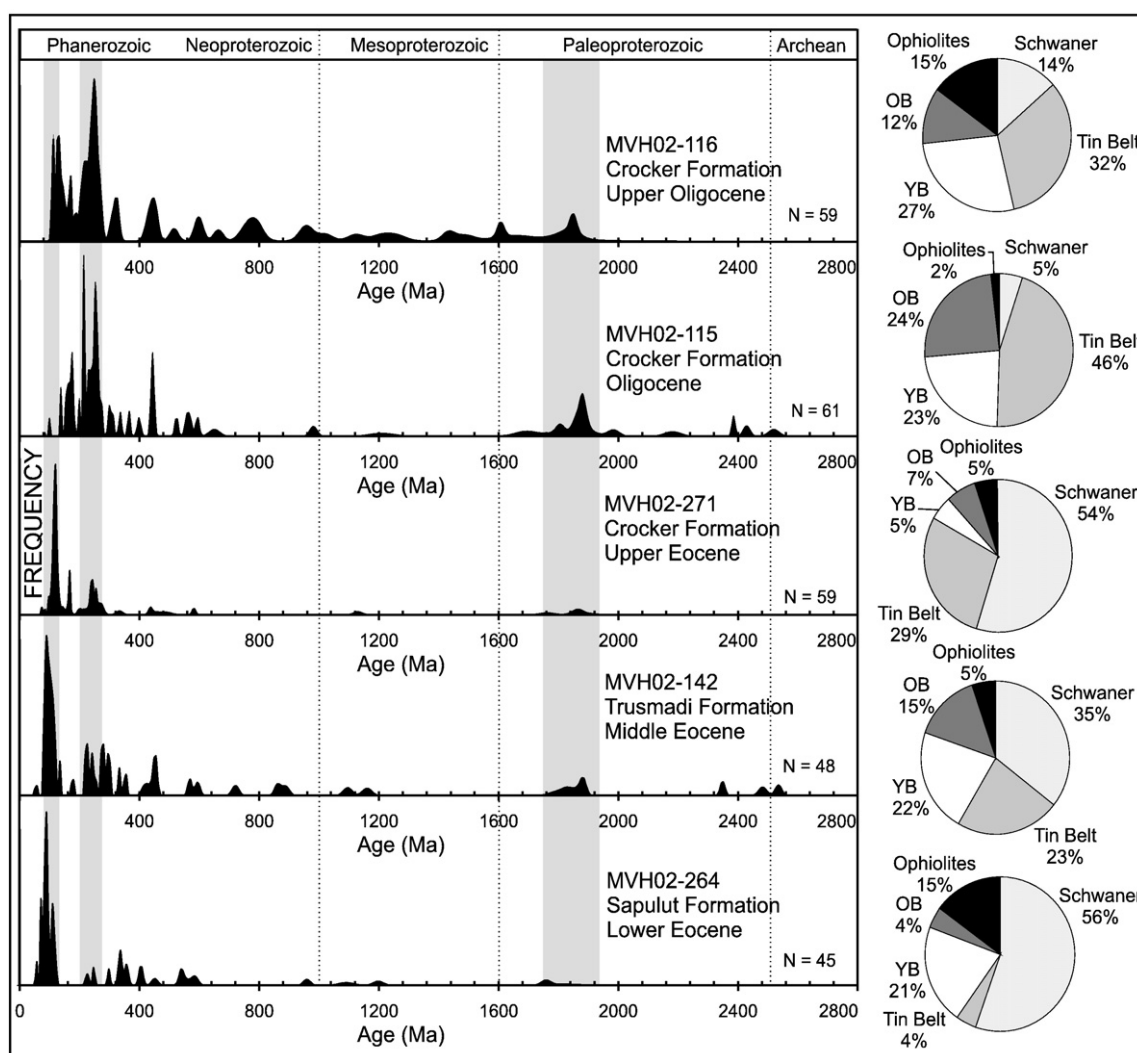 Phanerozoic Neoproterozoic Mesoproterozoic Paleoproterozoic Archean
MVH02-116
Crocker Formation
Upper Oligocene
N = 59
400 800 1200 1600 2000 2400 2800
Age (Ma)
MVH02-115
Crocker Formation
Oligocene
N = 61
400 800 1200 1600 2000 2400 2800
Age (Ma)
FREQUENCY
MVH02-271
Crocker Formation
Upper Eocene
N = 59
400 800 1200 1600 2000 2400 2800
Age (Ma)
MVH02-142
Trusmadi Formation
Middle Eocene
N = 48
400 800 1200 1600 2000 2400 2800
Age (Ma)
MVH02-264
Sapulut Formation
Lower Eocene
N = 45
0 400 800 1200 1600 2000 2400 2800
Age (Ma)
Ophiolites
15%
Schwaner
14%
OB
12%
Tin Belt
32%
YB
27%
Ophiolites
2%
Schwaner
5%
OB
24%
Tin Belt
46%
YB
23%
Ophiolites
5%
OB
7%
Schwaner
54%
YB
5%
Tin Belt
29%
Ophiolites
5%
OB
15%
Schwaner
35%
YB
22%
Tin Belt
23%
Ophiolites
15%
Schwaner
56%
OB
4%
YB
21%
Tin Belt
4%